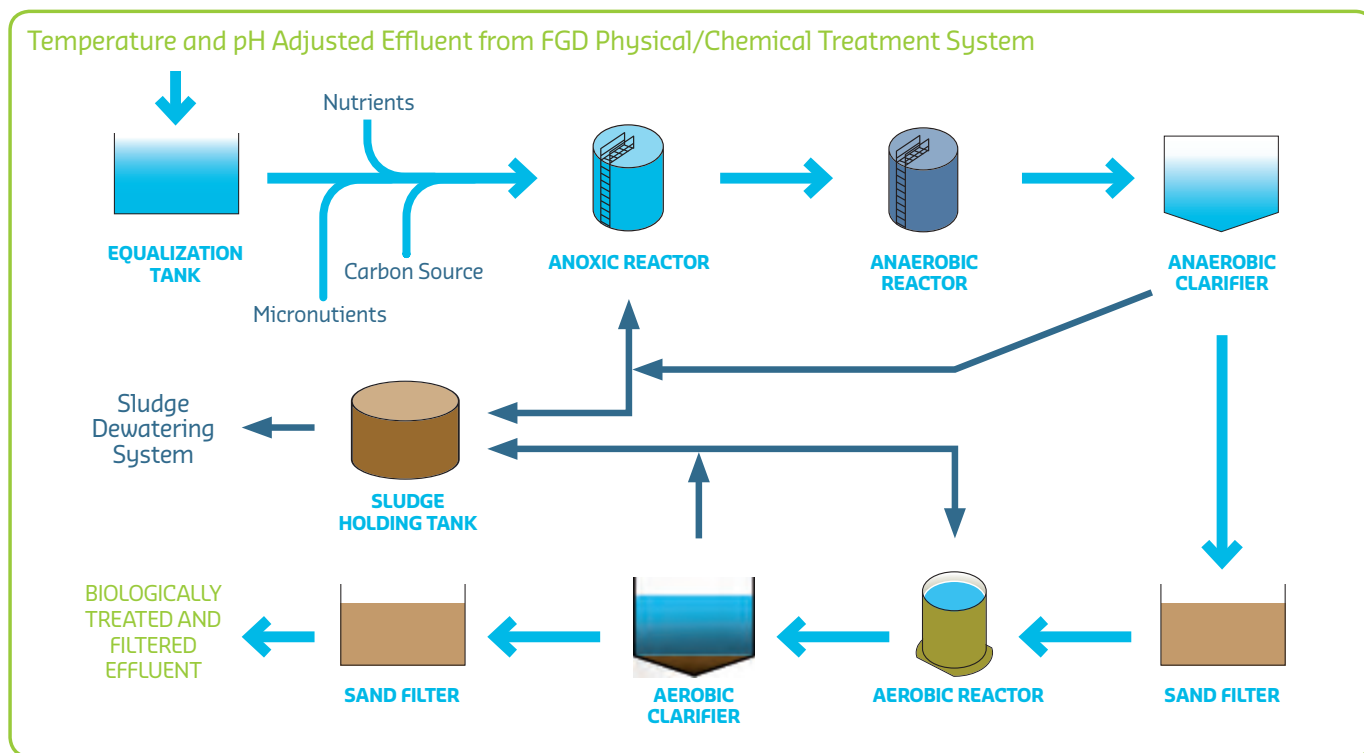 Temperature and pH Adjusted Effluent from FGD Physical/Chemical Treatment System
Nutrients
EQUALIZATION
TANK
Carbon Source
Micronutients
ANOXIC REACTOR
ANAEROBIC
REACTOR
ANAEROBIC
CLARIFIER
Sludge
Dewatering
System
SLUDGE
HOLDING TANK
BIOLOGICALLY
TREATED AND
FILTERED
EFFLUENT
SAND FILTER
AEROBIC
CLARIFIER
AEROBIC REACTOR
SAND FILTER